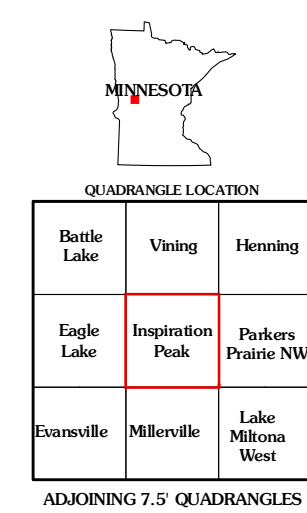 MINNESOTA
QUADRANGLE LOCATION
Battle
Lake
Vining
Henning
Eagle
Lake
Inspiration
Peak
Parkers
Prairie NW
Evansville
Millerville
Lake
Miltona
West
ADJOINING 7.5' QUADRANGLES